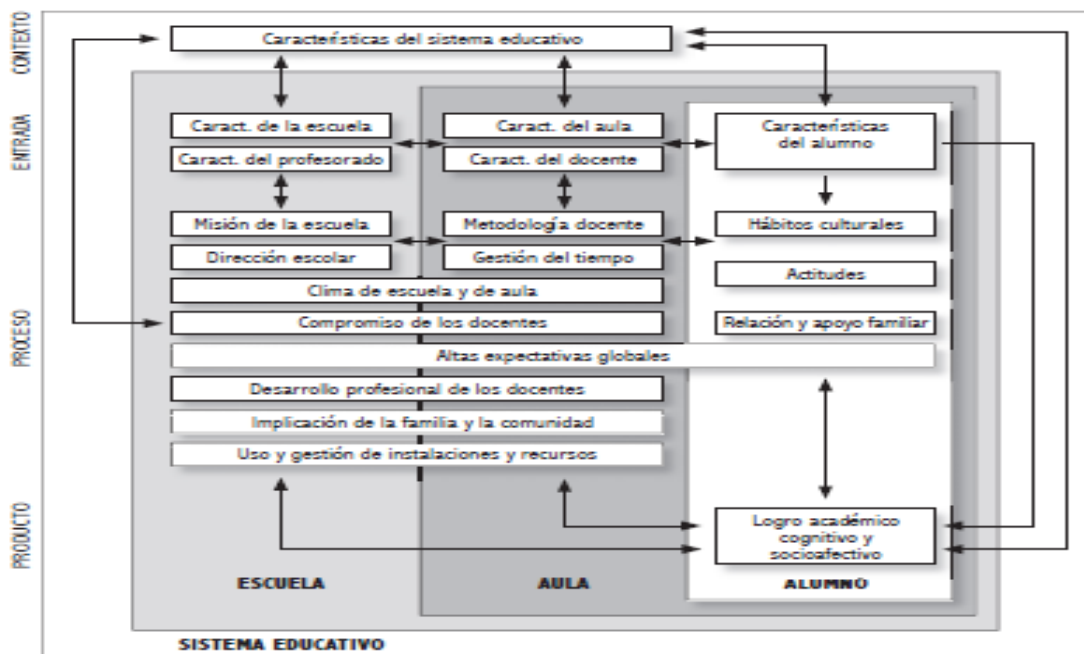 CONTEXTO
Características del sistema educativo
ENTRADA
Caract. de la escuela
Caract. del aula
Características
del alumno
Caract. del profesorado
Caract. del docente
PROCESO
Misión de la escuela
Metodología docente
Hábitos culturales
Dirección escolar
Gestión del tiempo
Clima de escuela y de aula
Actitudes
Compromiso de los docentes
Relación y apoyo familiar
Altas expectativas globales
Desarrollo profesional de los docentes
Implicación de la familia y la comunidad
Uso y gestión de instalaciones y recursos
PRODUCTO
Logro académico
cognitivo y
socioafectivo
ESCUELA
AULA
ALUMNO
SISTEMA EDUCATIVO